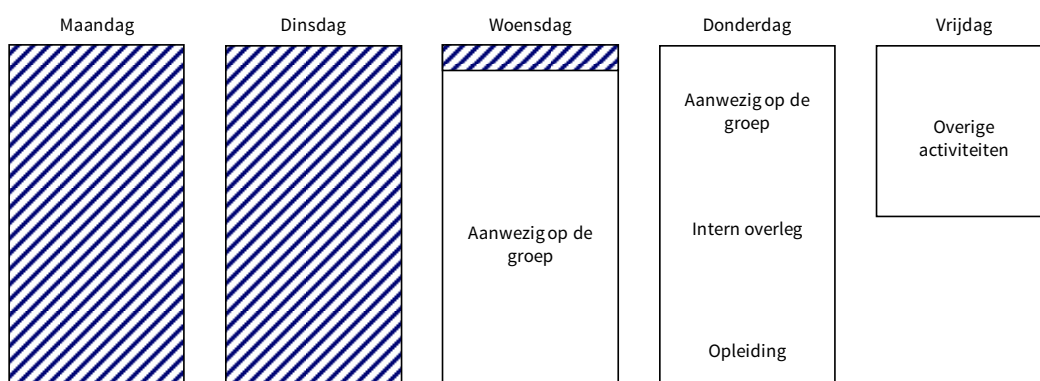 Maandag
Dinsdag
Woensdag
Donderdag
Vrijdag
Aanwezig op de
groep
Aanwezig op de
groep
Intern overleg
Opleiding
Overige
activiteiten